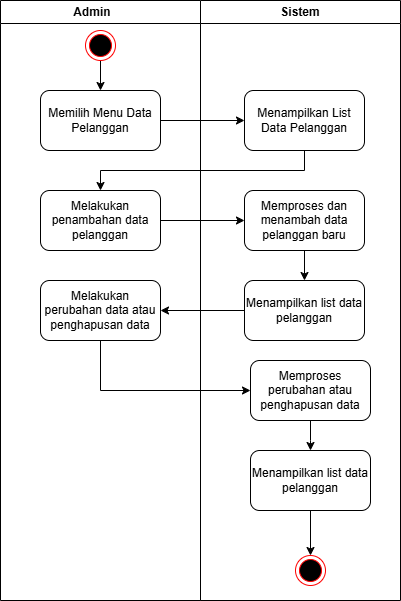 Admin
Sistem
Memilih Menu Data
Pelanggan
Menampilkan List
Data Pelanggan
Melakukan
penambahan data
pelanggan
Memproses dan
menambah data
pelanggan baru
Melakukan
perubahan data atau
penghapusan data
Menampilkan list data
pelanggan
Memproses
perubahan atau
penghapusan data
Menampilkan list data
pelanggan